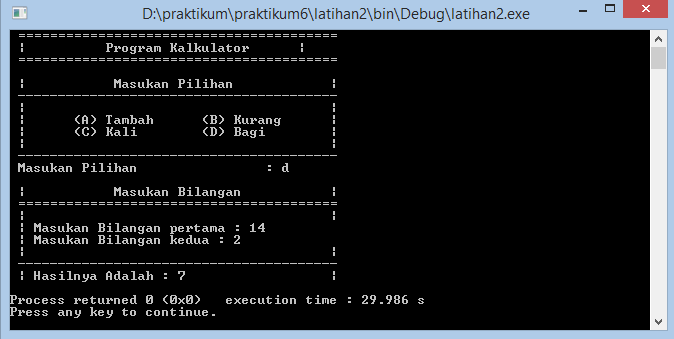 D:\praktikum\praktikum6\latihan2\bin\Debug\latihan2.exe
=======================================
¦ Program Kalkulator ¦
=======================================
¦ Masukan Pilihan ¦
---------------------------------------
¦ ¦
¦ (A) Tambah (B) Kurang ¦
¦ (C) Kali (D) Bagi ¦
¦ ¦
---------------------------------------
Masukan Pilihan : d
¦ Masukan Bilangan ¦
=======================================
¦ ¦
¦ Masukan Bilangan pertama : 14
¦ Masukan Bilangan kedua : 2
¦ ¦
---------------------------------------
¦ Hasilnya Adalah : 7 ¦
Process returned 0 (0x0) execution time : 29.986 s
Press any key to continue.